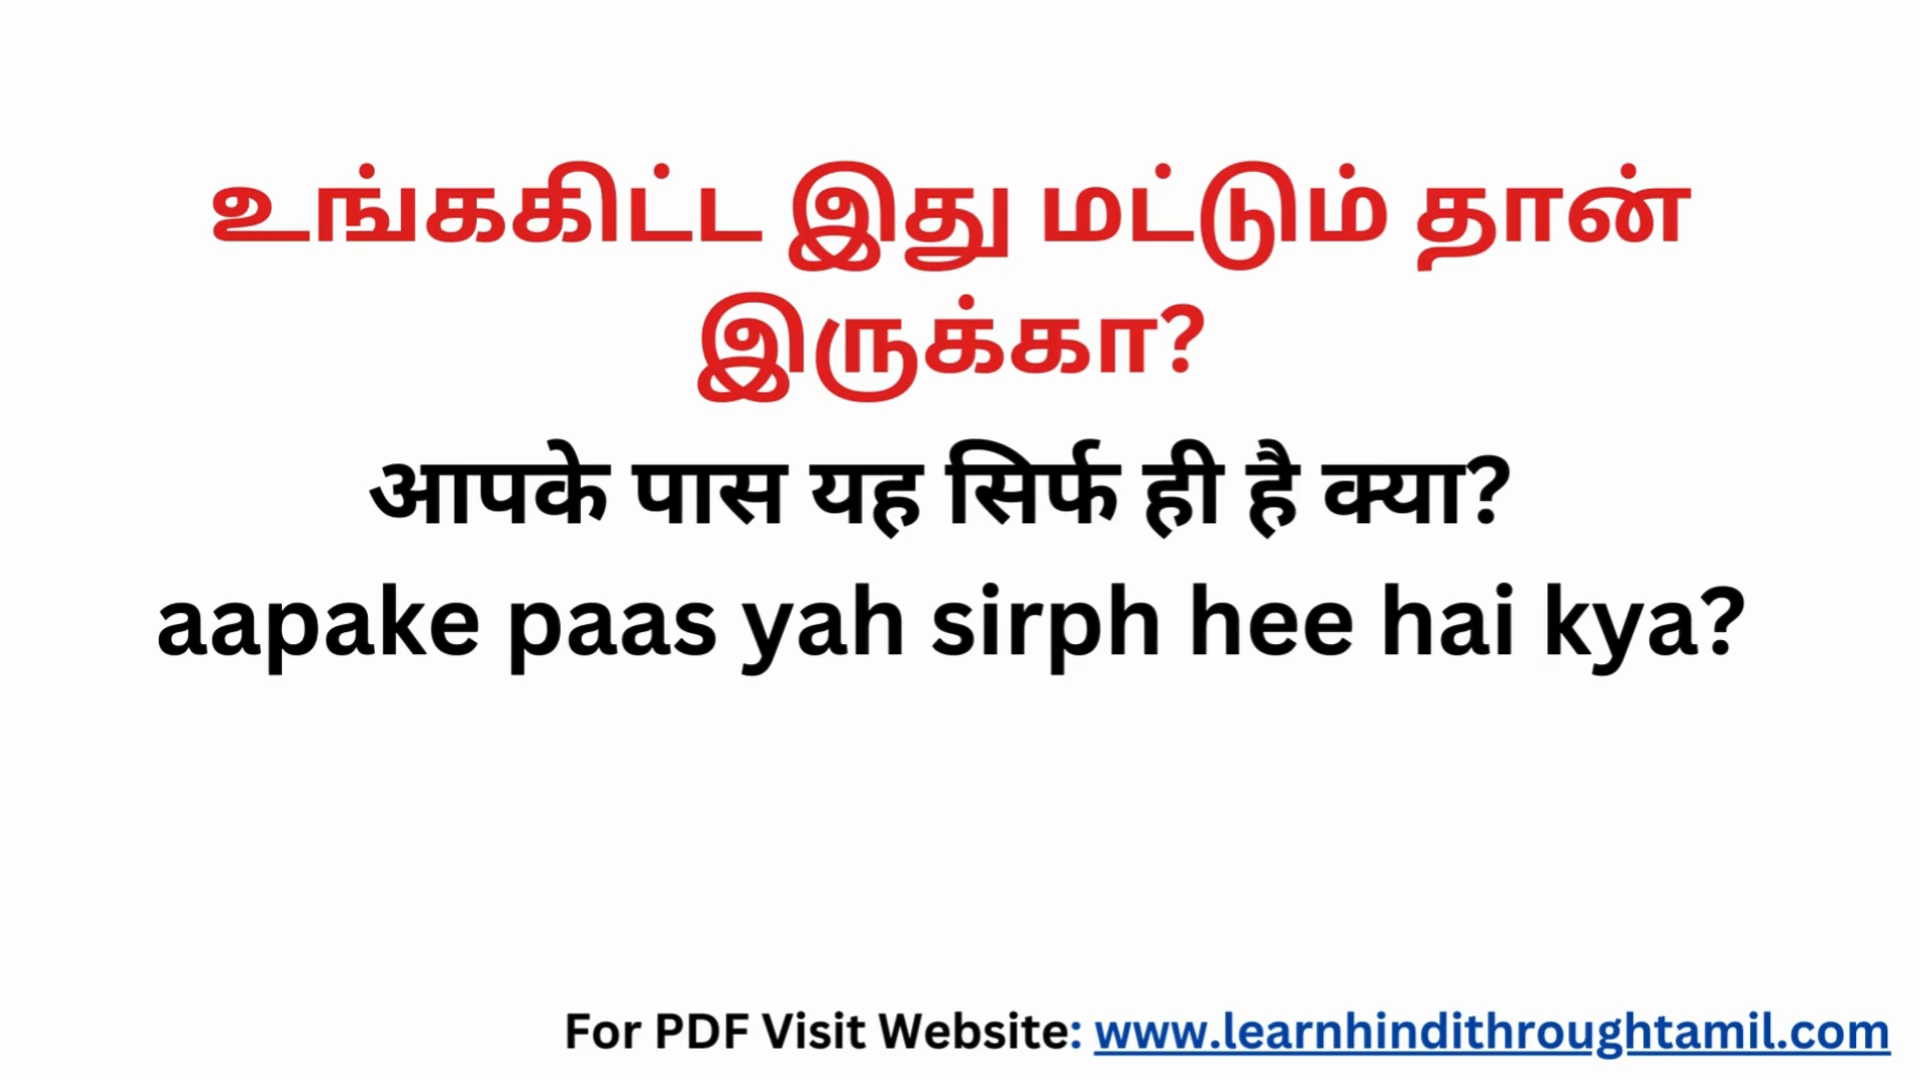 உங்ககிட்ட இது மட்டும் தான்
இருக்கா?
आपके पास यह सिर्फ ही है क्या?
aapake paas yah sirph hee hai kya?
For PDF Visit Website: www.learnhindithroughtamil.com